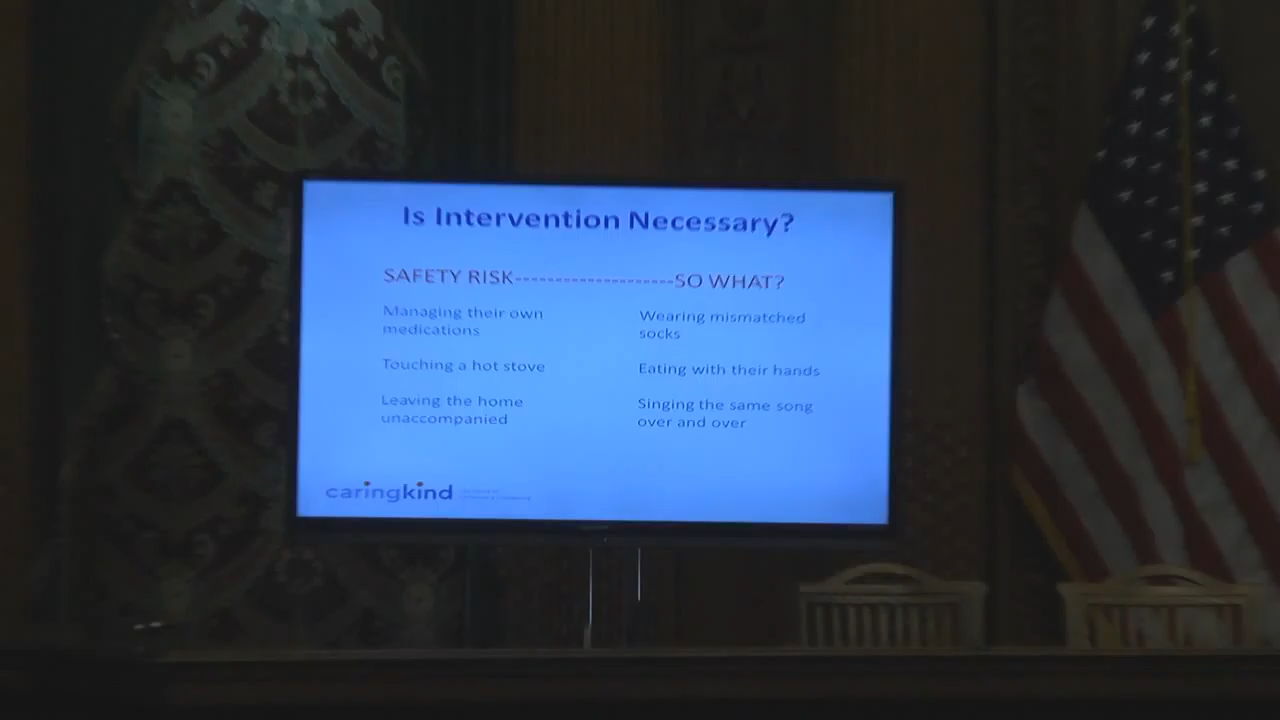 Is Intervention Necessary?
SAFETY RISK--------------------SO WHAT?
Managing their own
medications
Wearing mismatched
socks
Touching a hot stove
Eating with their hands
Leaving the home
unaccompanied
Singing the same song
over and over
caringkind